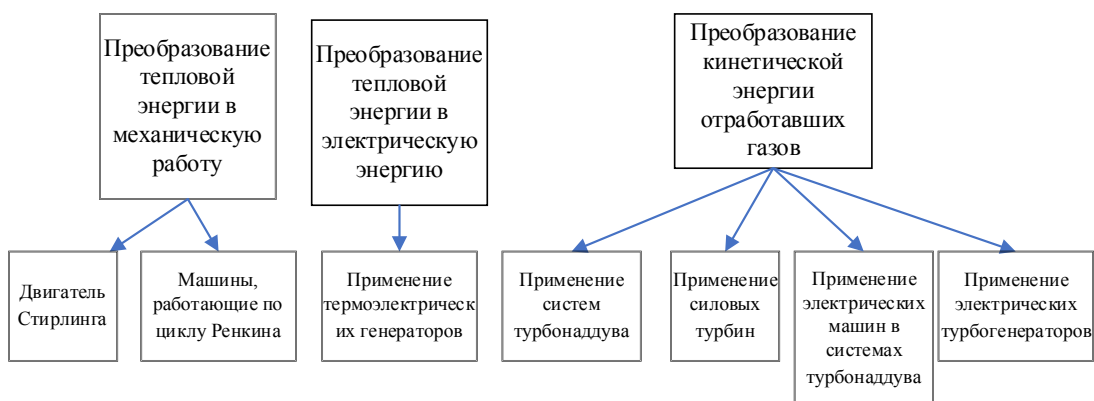 Преобразование
тепловой
энергии в
механическую
работу
Преобразование
тепловой
энергии в
электрическую
энергию
Преобразование
кинетической
энергии
отработавших
газов
Двигатель
Стирлинга
Машины,
работающие по
циклу Ренкина
Применение
термоэлектрическ
их генераторов
Применение
систем
турбонаддува
Применение
силовых
турбин
Применение
электрических
машин в
системах
турбонаддува
Применение
электрических
турбогенераторов